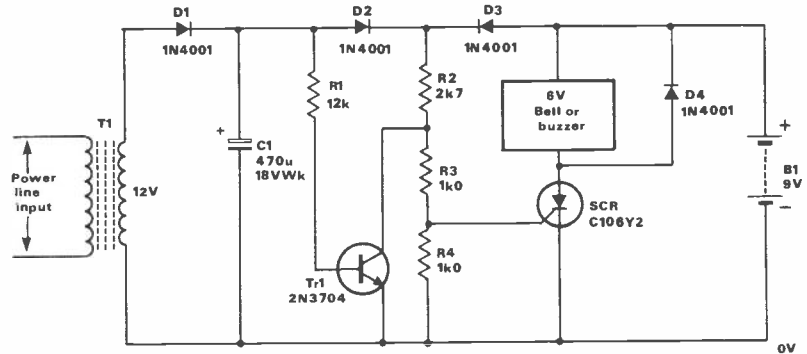 D1
1N4001
D2
1N4001
D3
1N4001
R1
12k
R2
2k7
6V
Bell or
buzzer
D4
1N4001
T1
+
C1
470u
18VWk
Power
line
input
12V
R3
1k0
+
B1
9V
−
SCR
C106Y2
R4
1k0
Tr1
2N3704
0V